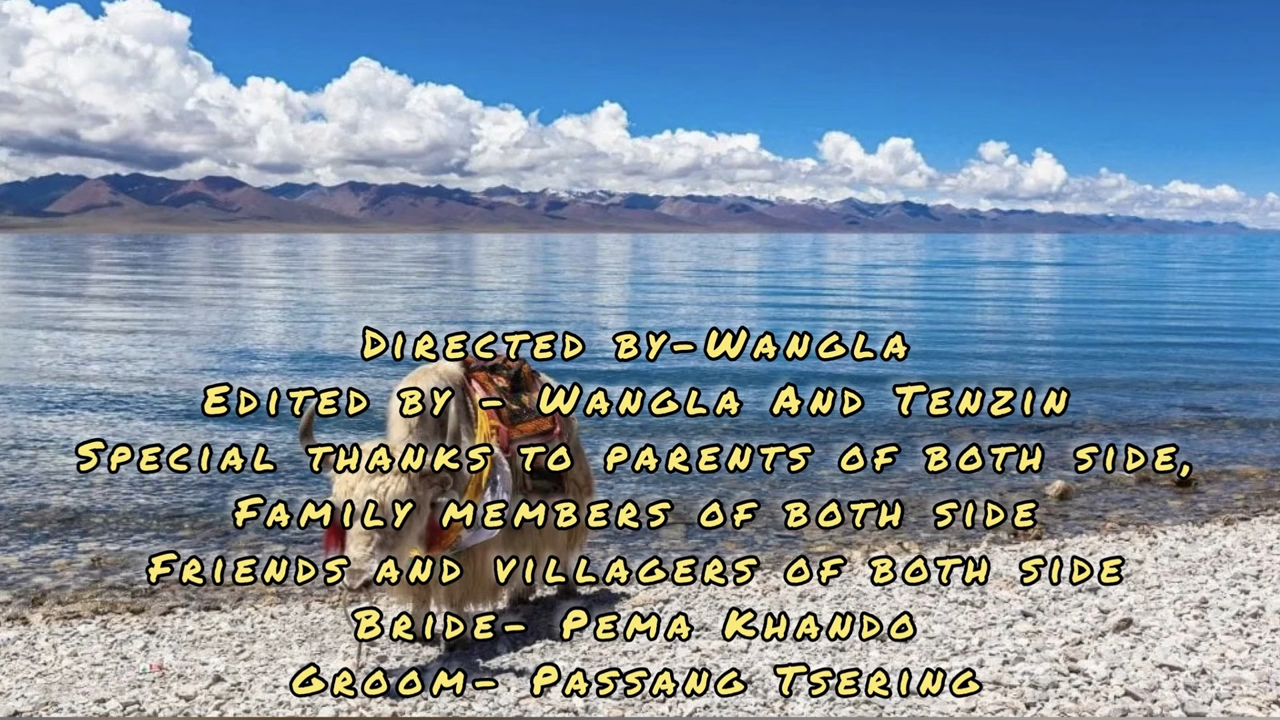 Directed by-Wangla
Edited by - Wangla And Tenzin
Special thanks to parents of both side,
Family members of both side
Friends and villagers of both side
Bride- Pema Khando
Groom- Passang Tsering